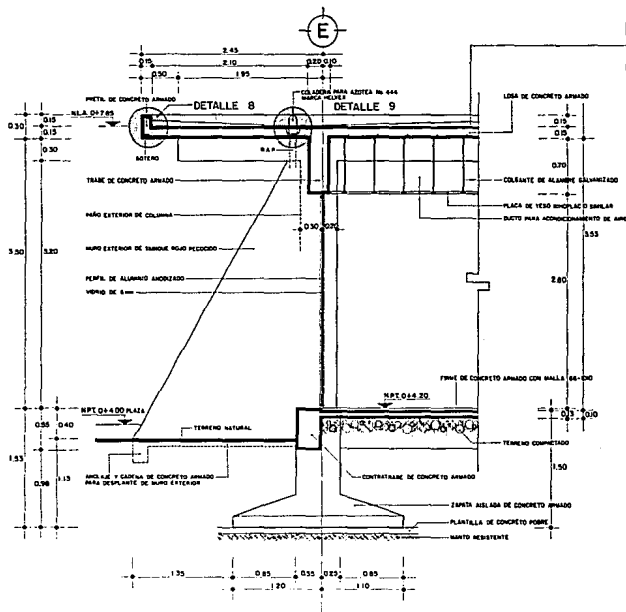 E
2.45
.15 2.10 0.20 0.10
0.50 1.95
COLADERA PARA AZOTEA No 444
MARCA HELVEX
PRETIL DE CONCRETO ARMADO
DETALLE 8
DETALLE 9
LOSA DE CONCRETO ARMADO
N.L.A. 0+7.85
0.30
0.15
0.15
0.30
0.15
0.15
0.70
GOTERO
B.A.P.
TRABE DE CONCRETO ARMADO
COLGANTE DE ALAMBRE GALVANIZADO
PLACA DE YESO
O SIMILAR
DUCTO PARA ACONDICIONAMIENTO DE AIRE
PAÑO EXTERIOR DE COLUMNA
0.30 0.20
3.53
MURO EXTERIOR DE TABIQUE ROJO RECOCIDO
3.50
3.20
PERFIL DE ALUMINIO ANODIZADO
2.80
VIDRIO DE 6
FIRME DE CONCRETO ARMADO CON MALLA
N.P.T. 0+4.20
N.P.T. 0+4.00 PLAZA
0.55
0.40
TERRENO NATURAL
0.10
TERRENO COMPACTADO
1.53
0.98
1.13
1.50
ANCLAJE Y CADENA DE CONCRETO ARMADO
PARA DESPLANTE DE MURO EXTERIOR
CONTRATRABE DE CONCRETO ARMADO
ZAPATA AISLADA DE CONCRETO ARMADO
PLANTILLA DE CONCRETO POBRE
MANTO RESISTENTE
1.35 0.85 0.35 0.25 0.85
1.20 1.10